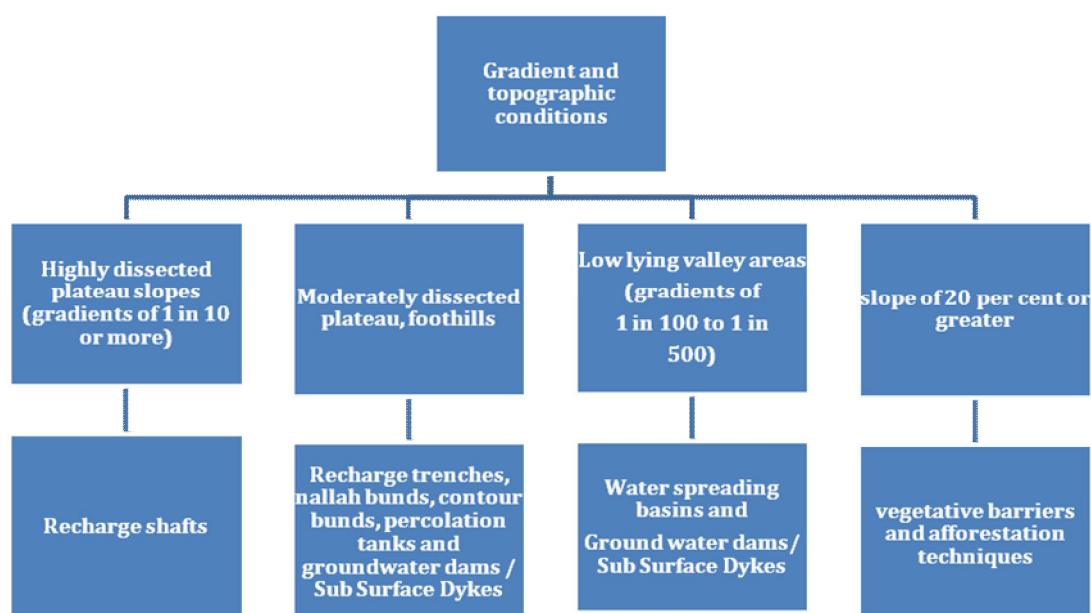 Gradient and
topographic
conditions
Highly dissected
plateau slopes
(gradients of 1 in 10
or more)
Moderately dissected
plateau, foothills
Low lying valley areas
(gradients of
1 in 100 to 1 in
500)
slope of 20 per cent or
greater
Recharge shafts
Recharge trenches,
nallah bunds, contour
bunds, percolation
tanks and
groundwater dams /
Sub Surface Dykes
Water spreading
basins and
Ground water dams/
Sub Surface Dykes
vegetative barriers
and afforestation
techniques